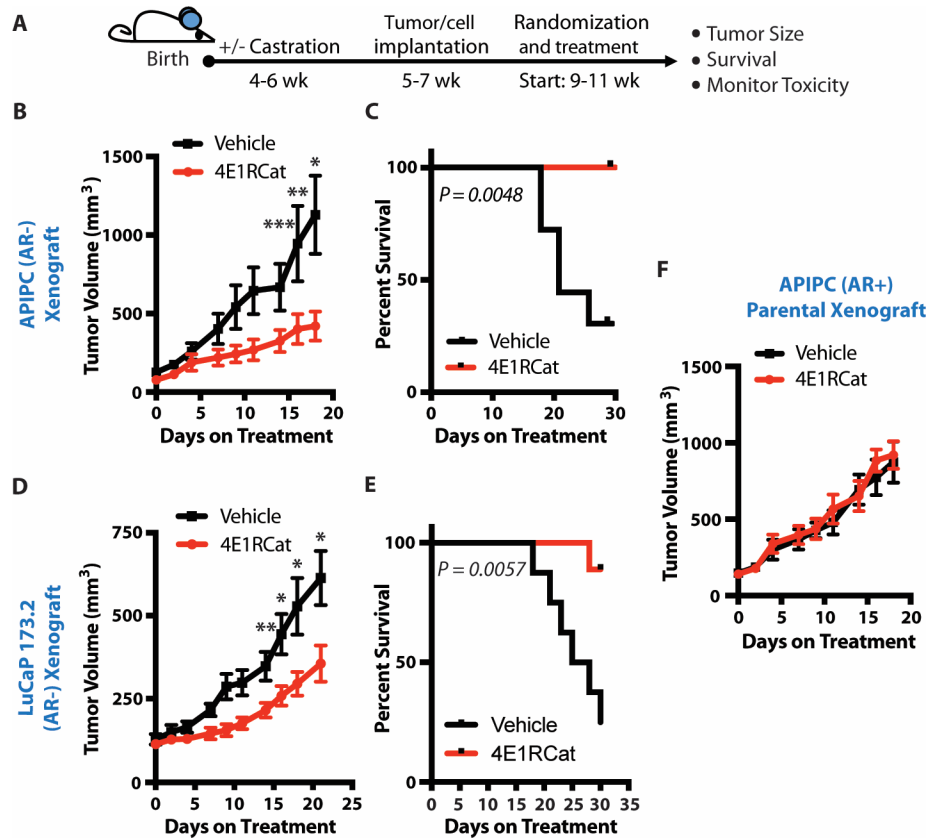 A
Birth
+/- Castration
4-6 wk
Tumor/cell
implantation
5-7 wk
Randomization
and treatment
Start: 9-11 wk
• Tumor Size
• Survival
• Monitor Toxicity
B
APIPC (AR-)
Xenograft
Vehicle
4E1RCat
Tumor Volume (mm³)
1500
1000
500
0
***
**
*
0 5 10 15 20
Days on Treatment
C
Percent Survival
100
50
0
P = 0.0048
Vehicle
4E1RCat
0 10 20 30
Days on Treatment
D
LuCaP 173.2
(AR-) Xenograft
Vehicle
4E1RCat
Tumor Volume (mm³)
750
500
250
0
**
*
*
*
0 5 10 15 20 25
Days on Treatment
E
Percent Survival
100
50
0
P = 0.0057
Vehicle
4E1RCat
0 5 10 15 20 25 30 35
Days on Treatment
F
APIPC (AR+)
Parental Xenograft
Vehicle
4E1RCat
Tumor Volume (mm³)
1500
1000
500
0
0 5 10 15 20
Days on Treatment